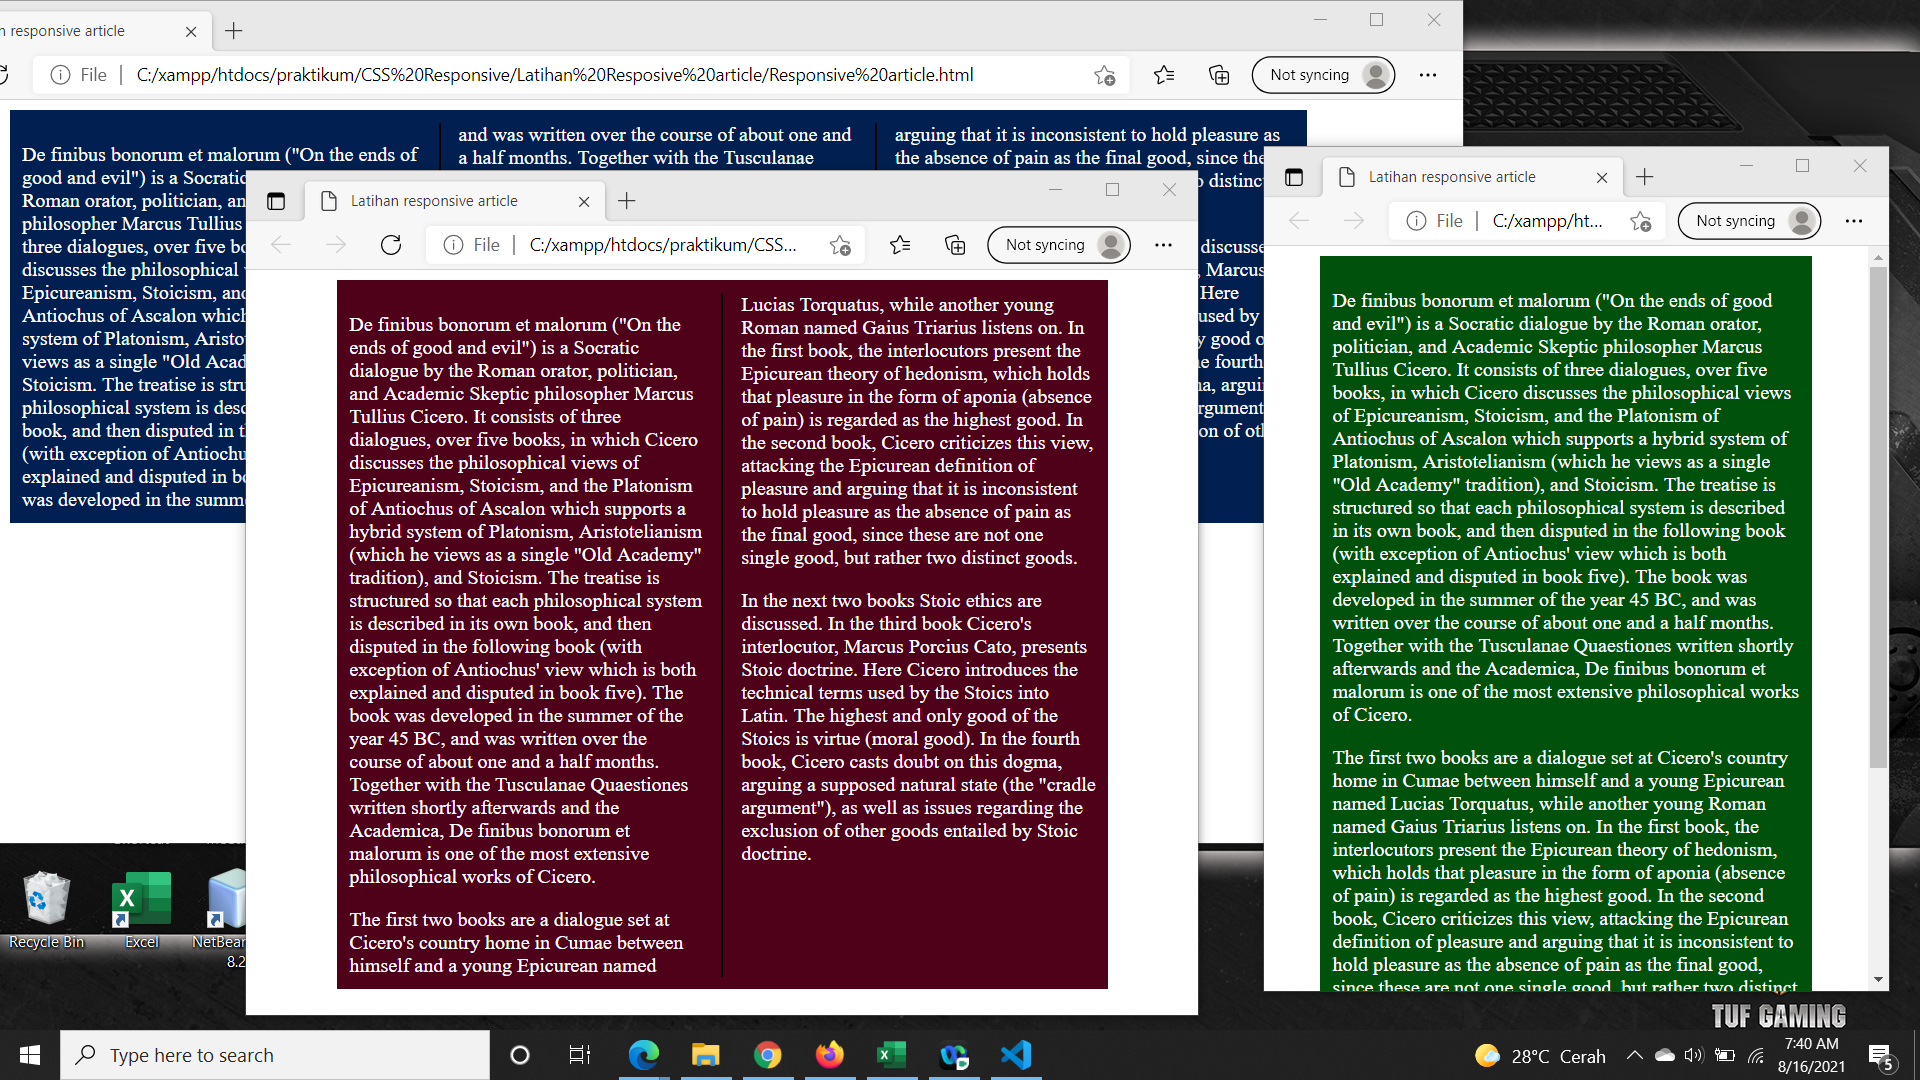 n responsive article
File
C:/xampp/htdocs/praktikum/CSS%20Responsive/Latihan%20Resposive%20article/Responsive%20article.html
Not syncing
De finibus bonorum et malorum ("On the ends of
good and evil") is a Socratic
Roman orator, politician, an
philosopher Marcus Tullius
three dialogues, over five bo
discusses the philosophical v
Epicureanism, Stoicism, and
Antiochus of Ascalon which
system of Platonism, Aristo
views as a single "Old Acad
Stoicism. The treatise is stru
philosophical system is desc
book, and then disputed in t
(with exception of Antiochu
explained and disputed in bo
was developed in the summe
and was written over the course of about one and
a half months. Together with the Tusculanae
arguing that it is inconsistent to hold pleasure as
the absence of pain as the final good, since the
o distinct
discusse
, Marcus
Here
used by
y good o
e fourth
a, argui
rgument
on of oth
Latihan responsive article
File
C:/xampp/htdocs/praktikum/CSS...
Not syncing
De finibus bonorum et malorum ("On the
ends of good and evil") is a Socratic
dialogue by the Roman orator, politician,
and Academic Skeptic philosopher Marcus
Tullius Cicero. It consists of three
dialogues, over five books, in which Cicero
discusses the philosophical views of
Epicureanism, Stoicism, and the Platonism
of Antiochus of Ascalon which supports a
hybrid system of Platonism, Aristotelianism
(which he views as a single "Old Academy"
tradition), and Stoicism. The treatise is
structured so that each philosophical system
is described in its own book, and then
disputed in the following book (with
exception of Antiochus' view which is both
explained and disputed in book five). The
book was developed in the summer of the
year 45 BC, and was written over the
course of about one and a half months.
Together with the Tusculanae Quaestiones
written shortly afterwards and the
Academica, De finibus bonorum et
malorum is one of the most extensive
philosophical works of Cicero.
The first two books are a dialogue set at
Cicero's country home in Cumae between
himself and a young Epicurean named
Lucias Torquatus, while another young
Roman named Gaius Triarius listens on. In
the first book, the interlocutors present the
Epicurean theory of hedonism, which holds
that pleasure in the form of aponia (absence
of pain) is regarded as the highest good. In
the second book, Cicero criticizes this view,
attacking the Epicurean definition of
pleasure and arguing that it is inconsistent
to hold pleasure as the absence of pain as
the final good, since these are not one
single good, but rather two distinct goods.
In the next two books Stoic ethics are
discussed. In the third book Cicero's
interlocutor, Marcus Porcius Cato, presents
Stoic doctrine. Here Cicero introduces the
technical terms used by the Stoics into
Latin. The highest and only good of the
Stoics is virtue (moral good). In the fourth
book, Cicero casts doubt on this dogma,
arguing a supposed natural state (the "cradle
argument"), as well as issues regarding the
exclusion of other goods entailed by Stoic
doctrine.
Latihan responsive article
File
C:/xampp/ht...
Not syncing
De finibus bonorum et malorum ("On the ends of good
and evil") is a Socratic dialogue by the Roman orator,
politician, and Academic Skeptic philosopher Marcus
Tullius Cicero. It consists of three dialogues, over five
books, in which Cicero discusses the philosophical views
of Epicureanism, Stoicism, and the Platonism of
Antiochus of Ascalon which supports a hybrid system of
Platonism, Aristotelianism (which he views as a single
"Old Academy" tradition), and Stoicism. The treatise is
structured so that each philosophical system is described
in its own book, and then disputed in the following book
(with exception of Antiochus' view which is both
explained and disputed in book five). The book was
developed in the summer of the year 45 BC, and was
written over the course of about one and a half months.
Together with the Tusculanae Quaestiones written shortly
afterwards and the Academica, De finibus bonorum et
malorum is one of the most extensive philosophical works
of Cicero.
The first two books are a dialogue set at Cicero's country
home in Cumae between himself and a young Epicurean
named Lucias Torquatus, while another young Roman
named Gaius Triarius listens on. In the first book, the
interlocutors present the Epicurean theory of hedonism,
which holds that pleasure in the form of aponia (absence
of pain) is regarded as the highest good. In the second
book, Cicero criticizes this view, attacking the Epicurean
definition of pleasure and arguing that it is inconsistent to
hold pleasure as the absence of pain as the final good,
since these are not one single good, but rather two distinct
Recycle Bin
Excel
NetBean
8.2
TUF GAMING
Type here to search
28°C Cerah
7:40 AM
8/16/2021
5